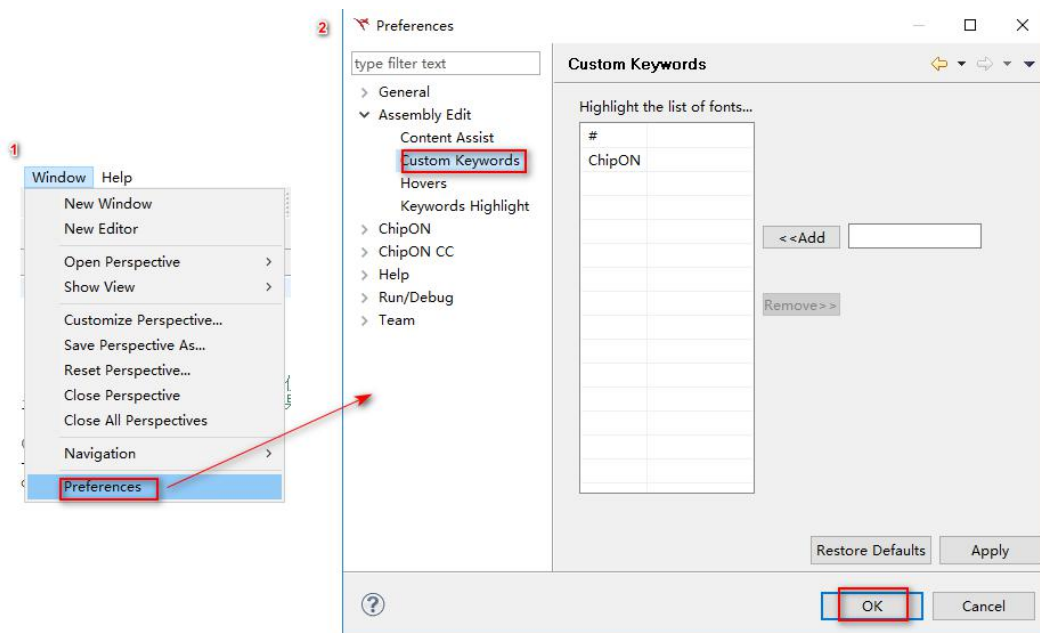 1
Window Help
New Window
New Editor
Open Perspective >
Show View >
Customize Perspective...
Save Perspective As...
Reset Perspective...
Close Perspective
Close All Perspectives
Navigation >
Preferences
2
Preferences
type filter text
General
Assembly Edit
Content Assist
Custom Keywords
Hovers
Keywords Highlight
ChipON
ChipON CC
Help
Run/Debug
Team
Custom Keywords
Highlight the list of fonts...
#
ChipON
<<Add
Remove>>
Restore Defaults Apply
? OK Cancel